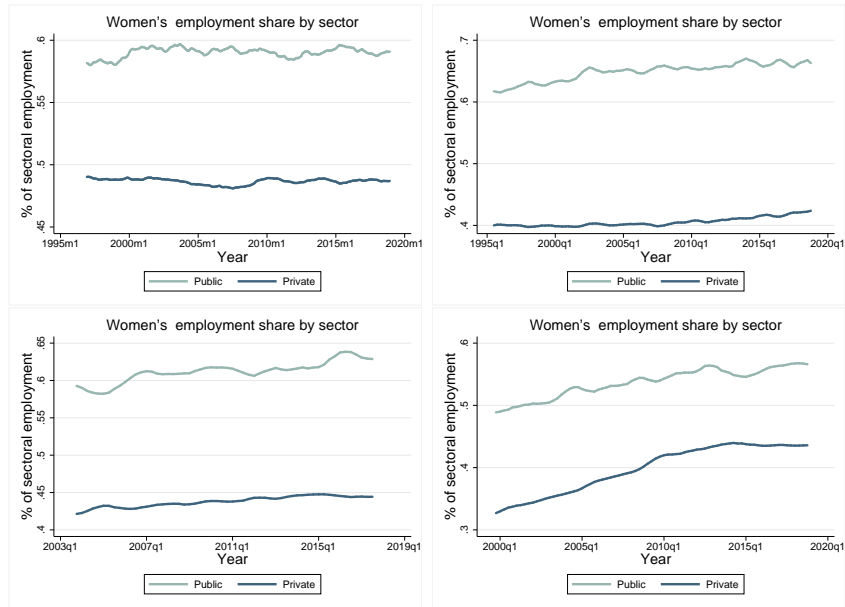 Women's  employment share by sector
% of sectoral employment
.6
.55
.5
.45
1995m1 2000m1 2005m1 2010m1 2015m1 2020m1
Year
Public Private
Women's  employment share by sector
% of sectoral employment
.7
.6
.5
.4
1995q1 2000q1 2005q1 2010q1 2015q1 2020q1
Year
Public Private
Women's  employment share by sector
% of sectoral employment
.65
.6
.55
.5
.45
.4
2003q1 2007q1 2011q1 2015q1 2019q1
Year
Public Private
Women's  employment share by sector
% of sectoral employment
.6
.5
.4
.3
2000q1 2005q1 2010q1 2015q1 2020q1
Year
Public Private